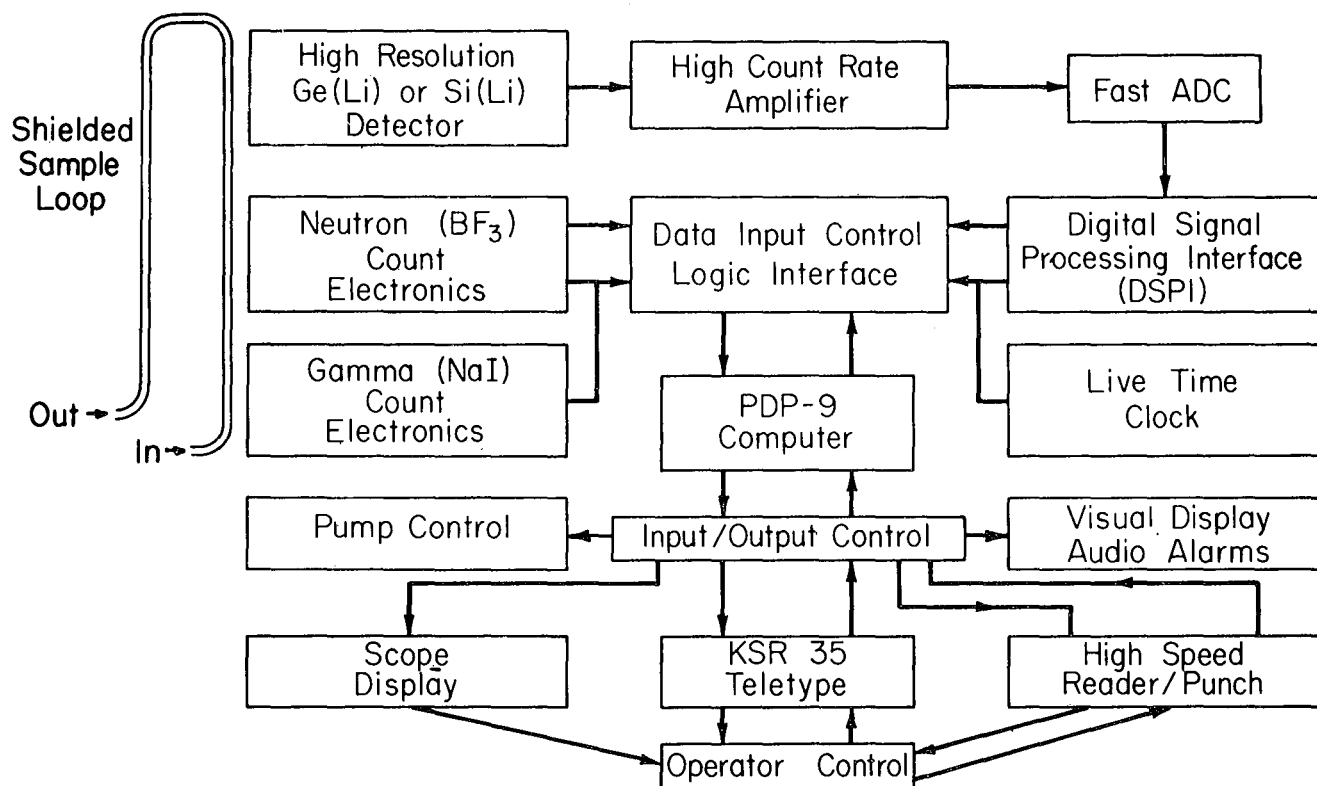 Shielded
Sample
Loop
Out
In
High Resolution
Ge(Li) or Si(Li)
Detector
High Count Rate
Amplifier
Fast ADC
Neutron (BF₃)
Count
Electronics
Data Input Control
Logic Interface
Digital Signal
Processing Interface
(DSPI)
Gamma (NaI)
Count
Electronics
PDP-9
Computer
Live Time
Clock
Pump Control
Input/Output Control
Visual Display
Audio Alarms
Scope
Display
KSR 35
Teletype
High Speed
Reader/Punch
Operator Control